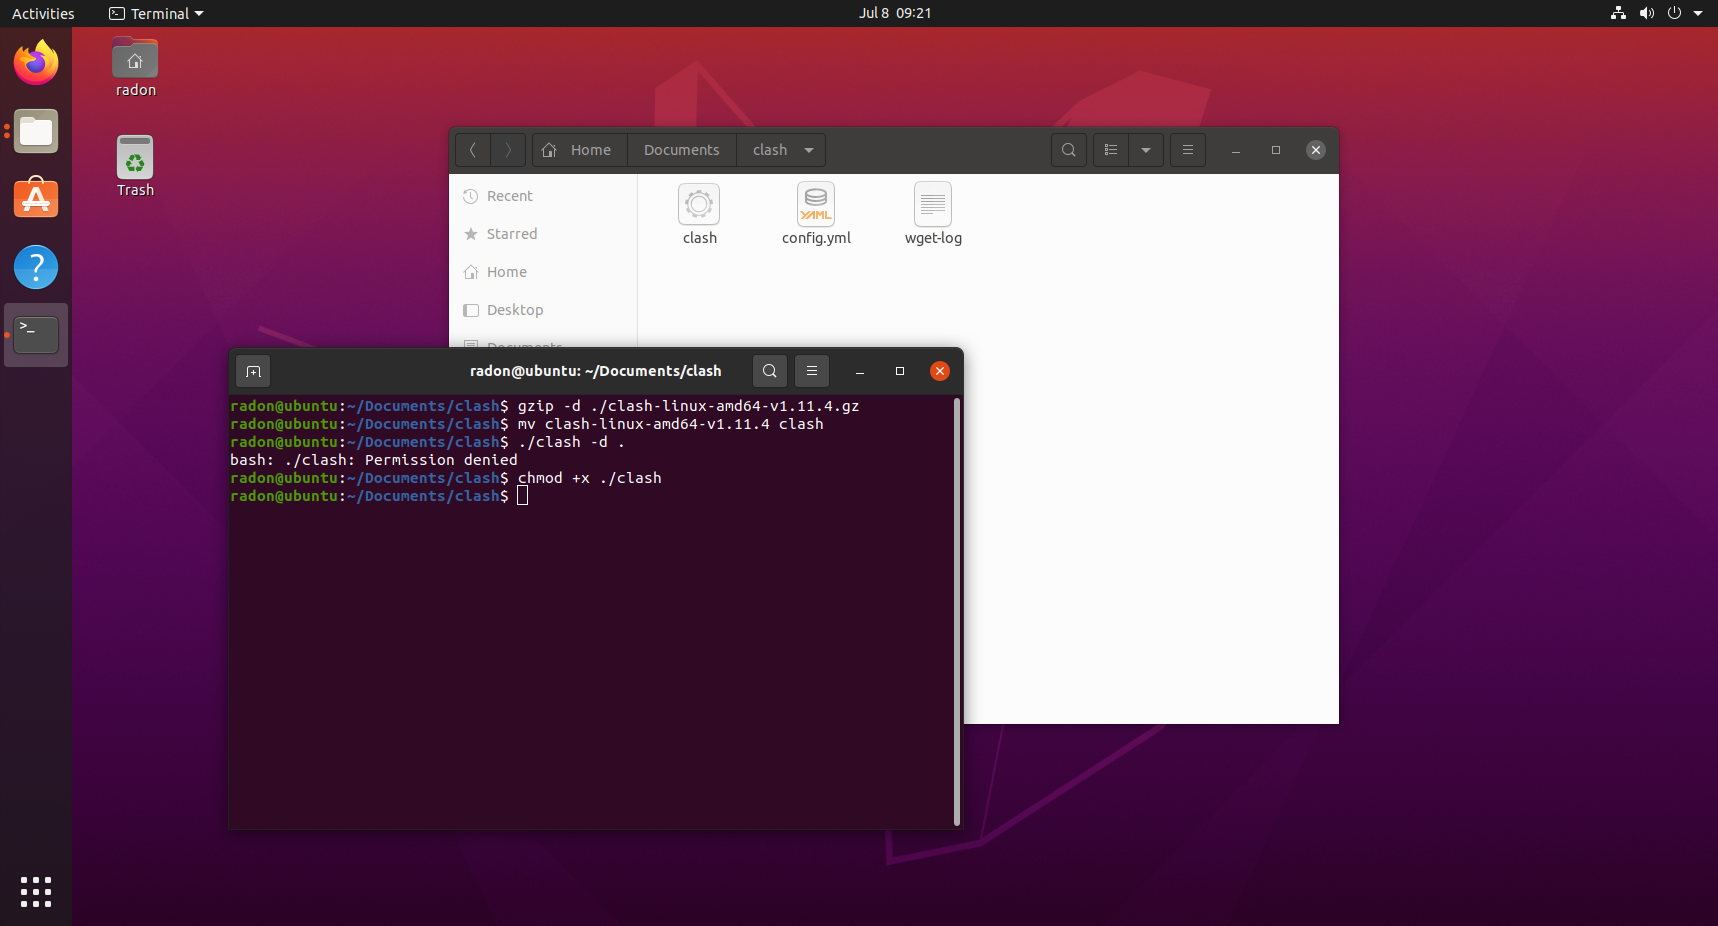 Activities
Terminal
Jul 8 09:21
radon
Trash
Home
Documents
clash
Recent
Starred
Home
Desktop
Documents
clash
YAML
config.yml
wget-log
radon@ubuntu: ~/Documents/clash
radon@ubuntu:~/Documents/clash$ gzip -d ./clash-linux-amd64-v1.11.4.gz
radon@ubuntu:~/Documents/clash$ mv clash-linux-amd64-v1.11.4 clash
radon@ubuntu:~/Documents/clash$ ./clash -d .
bash: ./clash: Permission denied
radon@ubuntu:~/Documents/clash$ chmod +x ./clash
radon@ubuntu:~/Documents/clash$